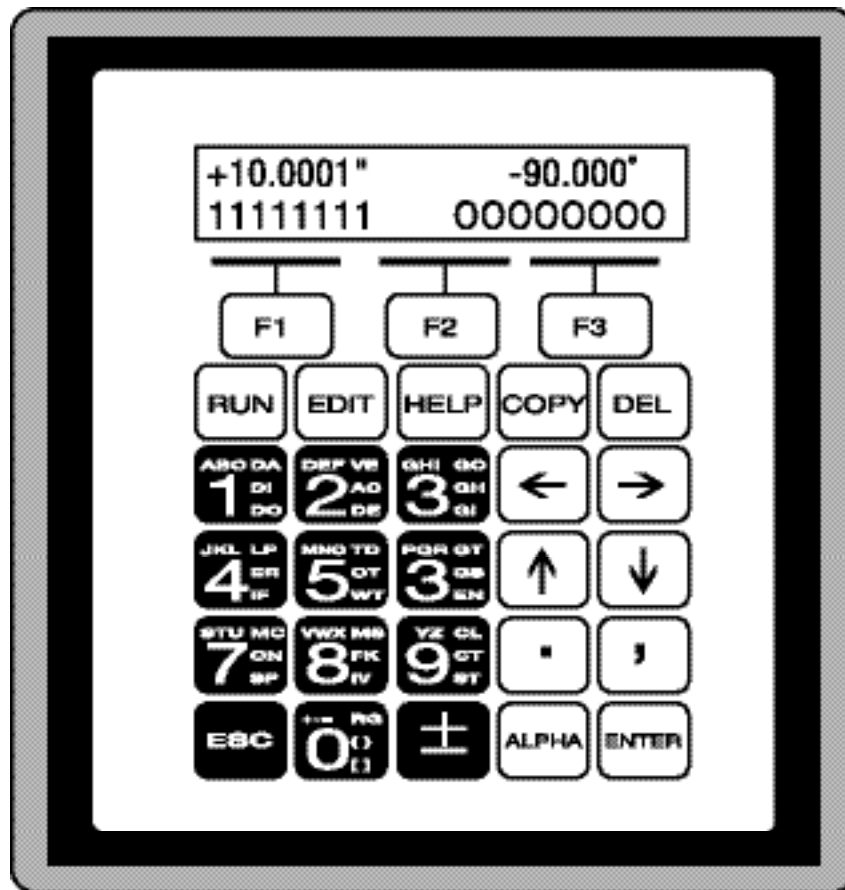 +10.0001" -90.000°
11111111 00000000
F1 F2 F3
RUN EDIT HELP COPY DEL
ABC DA DEF VE GHI GO
1 DI 2 AG 3 GH ← →
DO DE GI
JKL LP MNO TD PQR GT
4 ER 5 OT 3 GS ↑ ↓
IF WT EN
STU MC VWX MS YZ CL
7 ON 8 FK 9 CT . ,
SP IV ST
ESC +-= RG
0 () ± ALPHA ENTER
[]